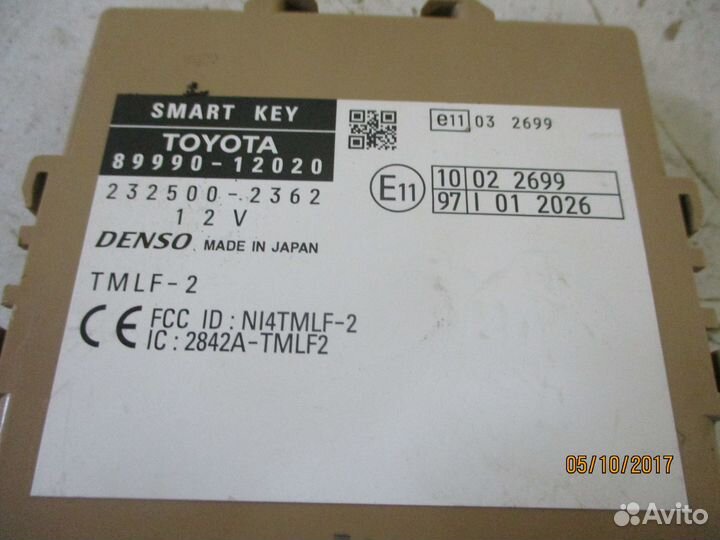 SMART KEY
TOYOTA
89990-12020
232500-2362
12V
DENSO MADE IN JAPAN
TMLF-2
CE FCC ID : NI4TMLF-2
IC : 2842A-TMLF2
e11 03 2699
E11
10 02 2699
97 I 01 2026
05/10/2017
Avito